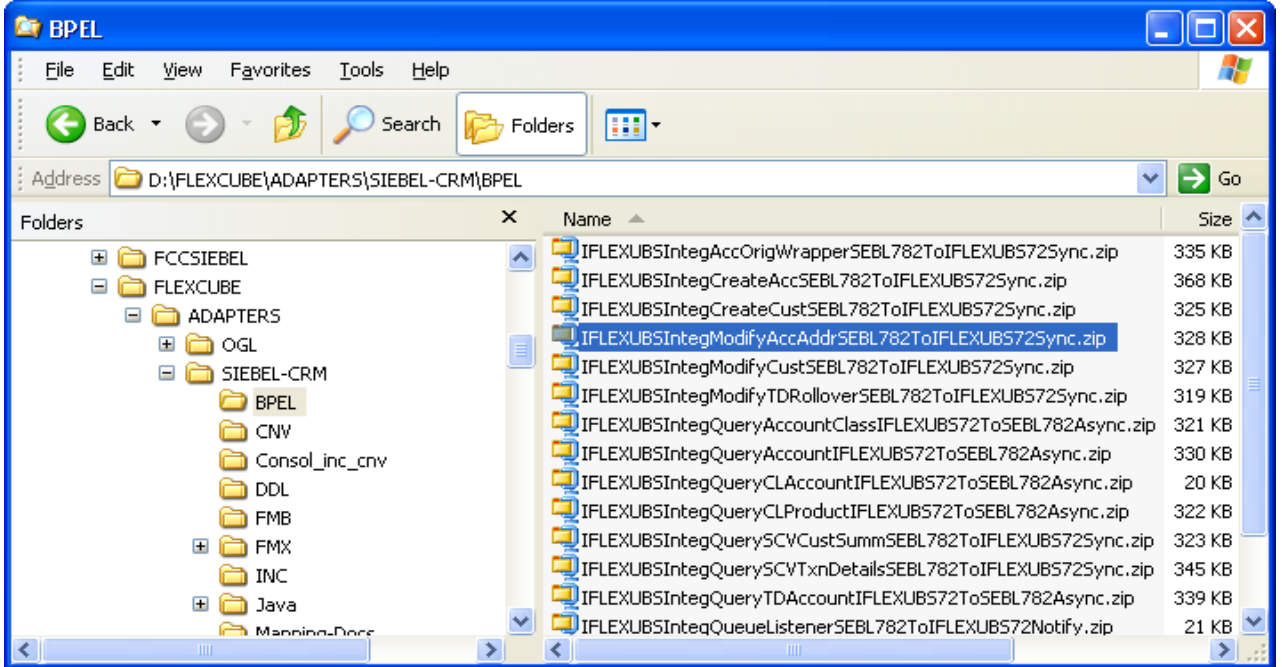 BPEL
File Edit View Favorites Tools Help
Back Search Folders
Address D:\FLEXCUBE\ADAPTERS\SIEBEL-CRM\BPEL Go
Folders
FCCSIEBEL
FLEXCUBE
ADAPTERS
OGL
SIEBEL-CRM
BPEL
CNV
Consol_inc_cnv
DDL
FMB
FMX
INC
Java
Mapping-Docs
Name Size
IFLEXUBSIntegAccOrigWrapperSEBL782ToIFLEXUBS72Sync.zip 335 KB
IFLEXUBSIntegCreateAccSEBL782ToIFLEXUBS72Sync.zip 368 KB
IFLEXUBSIntegCreateCustSEBL782ToIFLEXUBS72Sync.zip 325 KB
IFLEXUBSIntegModifyAccAddrSEBL782ToIFLEXUBS72Sync.zip 328 KB
IFLEXUBSIntegModifyCustSEBL782ToIFLEXUBS72Sync.zip 327 KB
IFLEXUBSIntegModifyTDRolloverSEBL782ToIFLEXUBS72Sync.zip 319 KB
IFLEXUBSIntegQueryAccountClassIFLEXUBS72ToSEBL782Async.zip 321 KB
IFLEXUBSIntegQueryAccountIFLEXUBS72ToSEBL782Async.zip 330 KB
IFLEXUBSIntegQueryCLAccountIFLEXUBS72ToSEBL782Async.zip 20 KB
IFLEXUBSIntegQueryCLProductIFLEXUBS72ToSEBL782Async.zip 322 KB
IFLEXUBSIntegQuerySCVCustSummSEBL782ToIFLEXUBS72Sync.zip 323 KB
IFLEXUBSIntegQuerySCVTxnDetailsSEBL782ToIFLEXUBS72Sync.zip 345 KB
IFLEXUBSIntegQueryTDAccountIFLEXUBS72ToSEBL782Async.zip 339 KB
IFLEXUBSIntegQueueListenerSEBL782ToIFLEXUBS72Notify.zip 21 KB